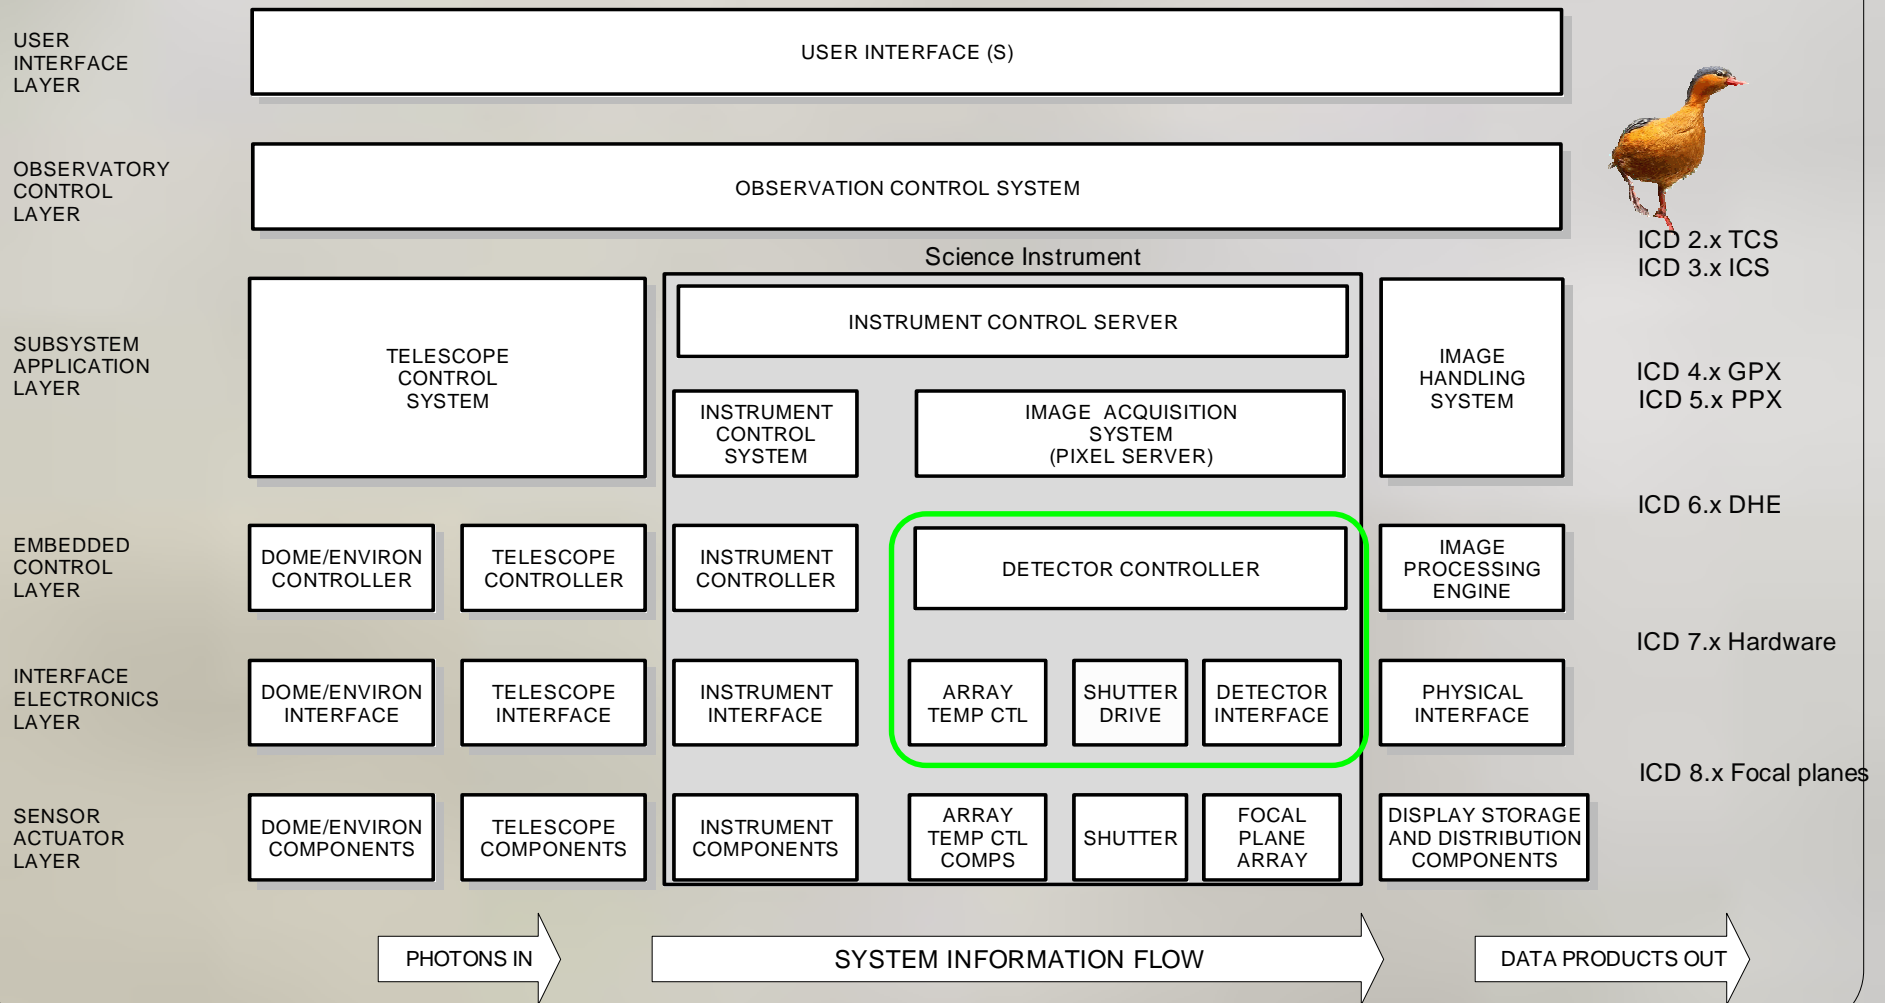 USER
INTERFACE
LAYER
USER INTERFACE (S)
OBSERVATORY
CONTROL
LAYER
OBSERVATION CONTROL SYSTEM
ICD 2.x TCS
ICD 3.x ICS
Science Instrument
SUBSYSTEM
APPLICATION
LAYER
TELESCOPE
CONTROL
SYSTEM
INSTRUMENT CONTROL SERVER
INSTRUMENT
CONTROL
SYSTEM
IMAGE ACQUISITION
SYSTEM
(PIXEL SERVER)
IMAGE
HANDLING
SYSTEM
ICD 4.x GPX
ICD 5.x PPX
ICD 6.x DHE
EMBEDDED
CONTROL
LAYER
DOME/ENVIRON
CONTROLLER
TELESCOPE
CONTROLLER
INSTRUMENT
CONTROLLER
DETECTOR CONTROLLER
IMAGE
PROCESSING
ENGINE
ICD 7.x Hardware
INTERFACE
ELECTRONICS
LAYER
DOME/ENVIRON
INTERFACE
TELESCOPE
INTERFACE
INSTRUMENT
INTERFACE
ARRAY
TEMP CTL
SHUTTER
DRIVE
DETECTOR
INTERFACE
PHYSICAL
INTERFACE
ICD 8.x Focal planes
SENSOR
ACTUATOR
LAYER
DOME/ENVIRON
COMPONENTS
TELESCOPE
COMPONENTS
INSTRUMENT
COMPONENTS
ARRAY
TEMP CTL
COMPS
SHUTTER
FOCAL
PLANE
ARRAY
DISPLAY STORAGE
AND DISTRIBUTION
COMPONENTS
PHOTONS IN
SYSTEM INFORMATION FLOW
DATA PRODUCTS OUT